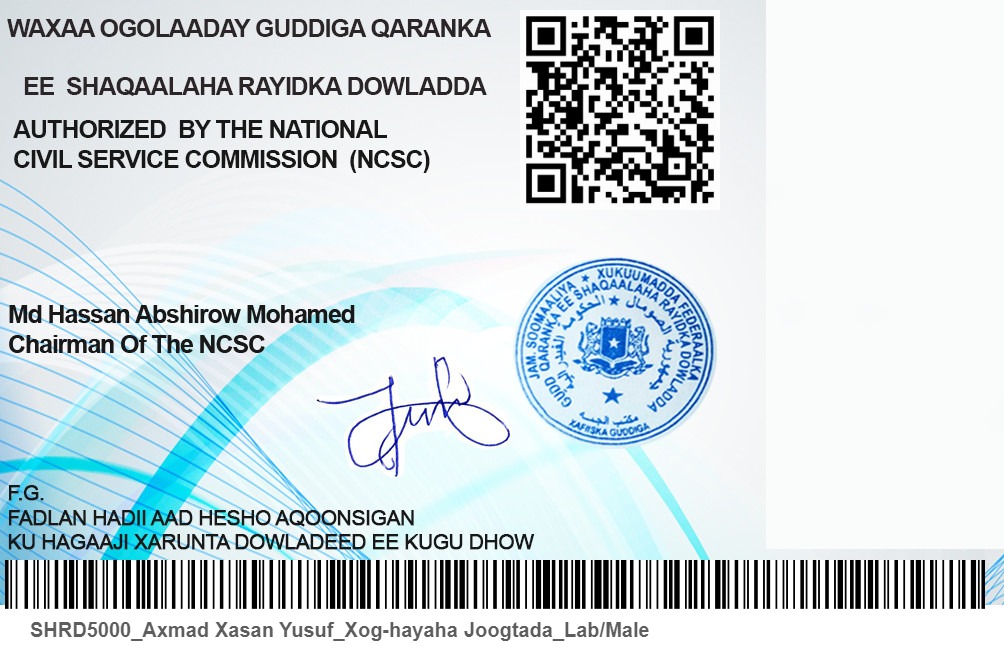 WAXAA OGOLAADAY GUDDIGA QARANKA
EE SHAQAALAHA RAYIDKA DOWLADDA
AUTHORIZED BY THE NATIONAL
CIVIL SERVICE COMMISSION (NCSC)
JAM. SOOMAALIYA ★ XUKUUMADDA FEDERAALKA
GUDD QARANKA EE SHAQAALAHA RAYIDKA DOWLADDA
مكتب
XAFIISKA GUDDIGA
Md Hassan Abshirow Mohamed
Chairman Of The NCSC
F.G.
FADLAN HADII AAD HESHO AQOONSIGAN
KU HAGAAJI XARUNTA DOWLADEED EE KUGU DHOW
SHRD5000_Axmad Xasan Yusuf_Xog-hayaha Joogtada_Lab/Male